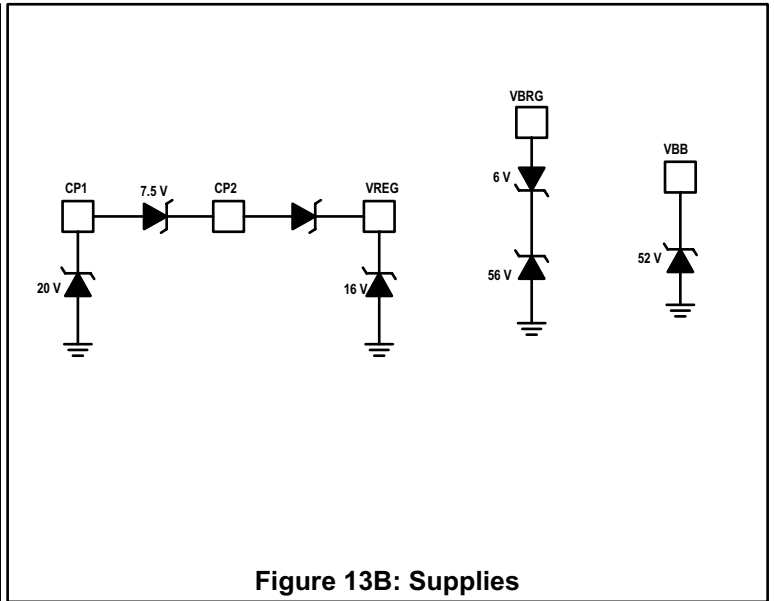 VBRG
VBB
CP1
7.5 V
CP2
VREG
6 V
20 V
16 V
56 V
52 V
Figure 13B: Supplies